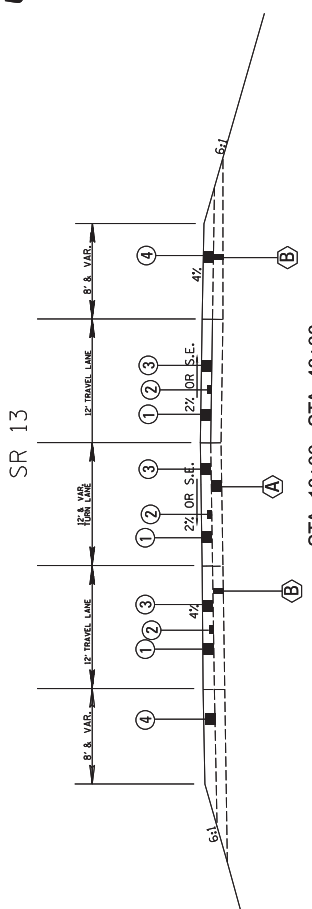 SR 13
8' & VAR.
12' TRAVEL LANE
12' & VAR.
TURN LANE
12' TRAVEL LANE
8' & VAR.
4
1 2 3
1 2 3
1 2 3
4
6:1
4%
2% OR S.E.
2% OR S.E.
4%
6:1
B
A
B